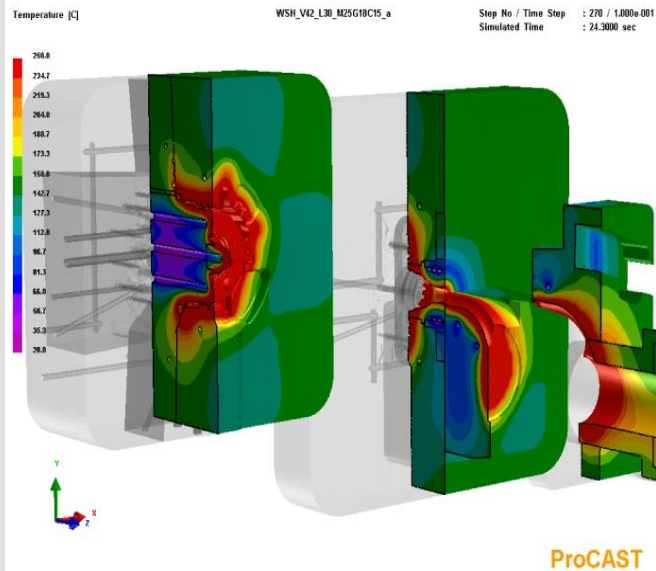 Temperature [C]
WSH_V42_L30_M25G18C15_a
Step No / Time Step : 270 / 1.000e-001
Simulated Time : 24.3000 sec
250.0
234.7
219.3
204.0
188.7
173.3
158.0
142.7
127.3
112.0
96.7
81.3
66.0
50.7
35.3
20.0
Y
X
Z
ProCAST